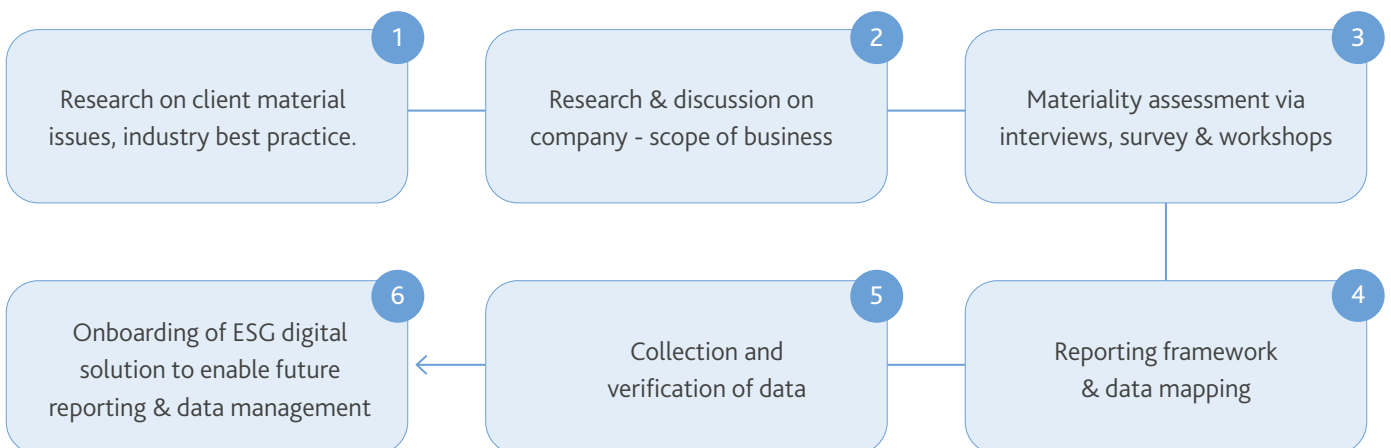 1
Research on client material
issues, industry best practice.
2
Research & discussion on
company - scope of business
3
Materiality assessment via
interviews, survey & workshops
4
Reporting framework
& data mapping
5
Collection and
verification of data
6
Onboarding of ESG digital
solution to enable future
reporting & data management